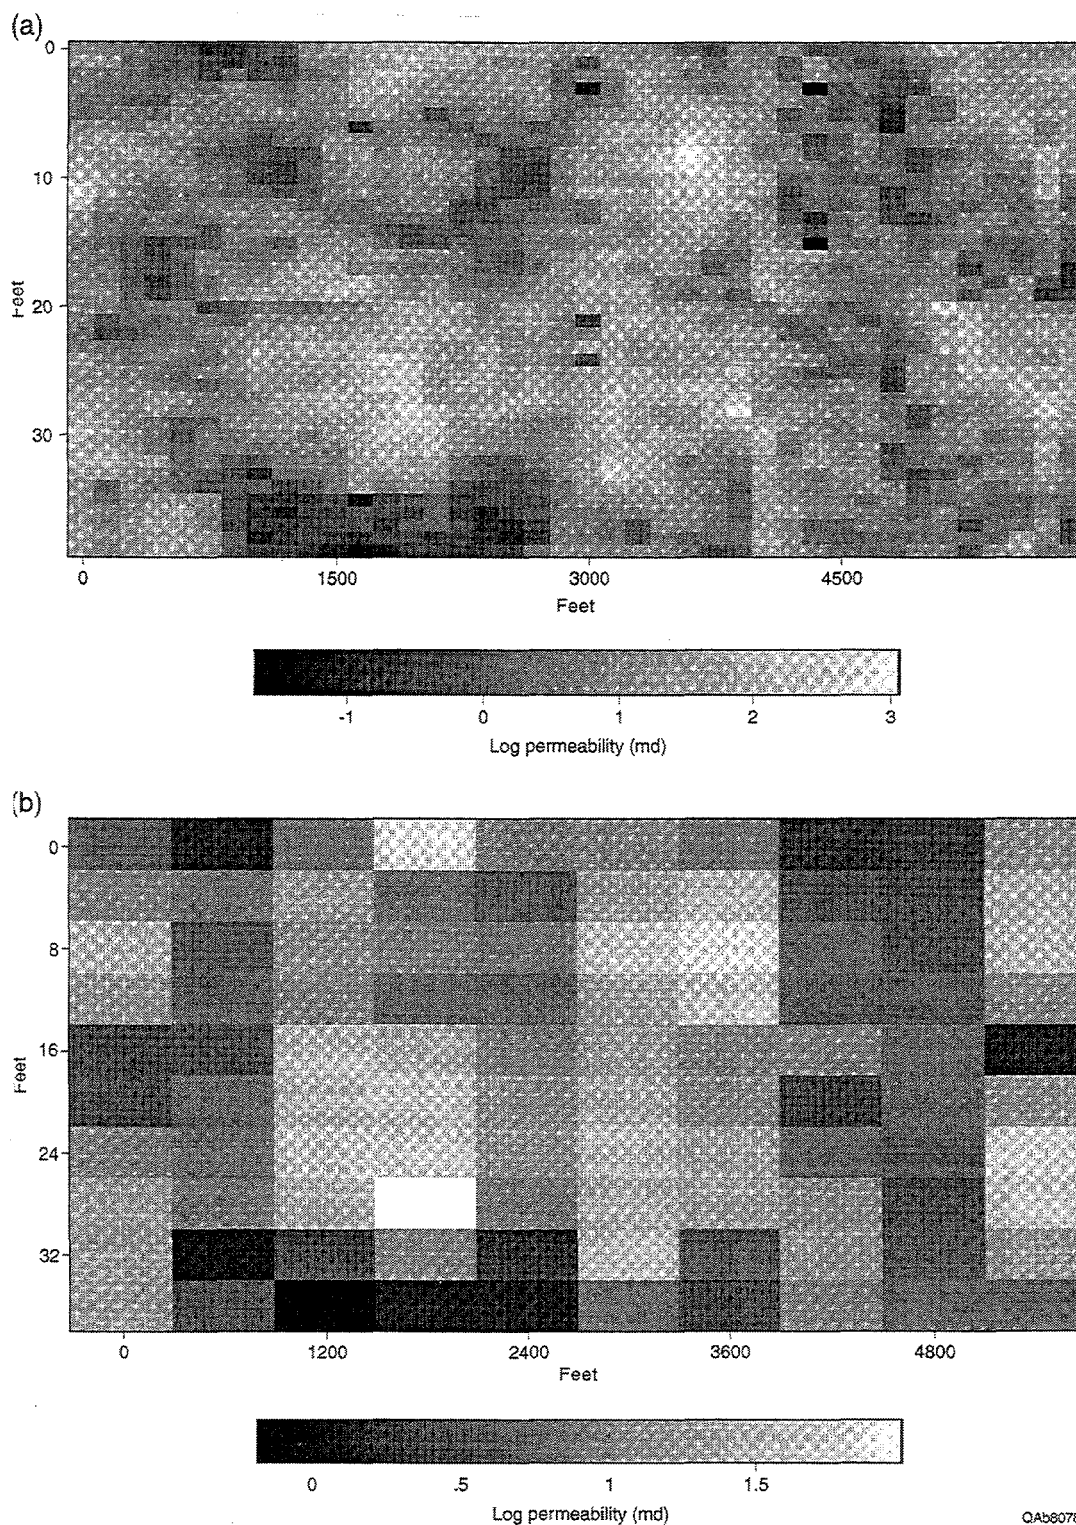 (a)
0
10
20
30
Feet
0 1500 3000 4500
Feet
-1 0 1 2 3
Log permeability (md)
(b)
0
8
16
24
32
Feet
0 1200 2400 3600 4800
Feet
0 .5 1 1.5
Log permeability (md)
QAb8078